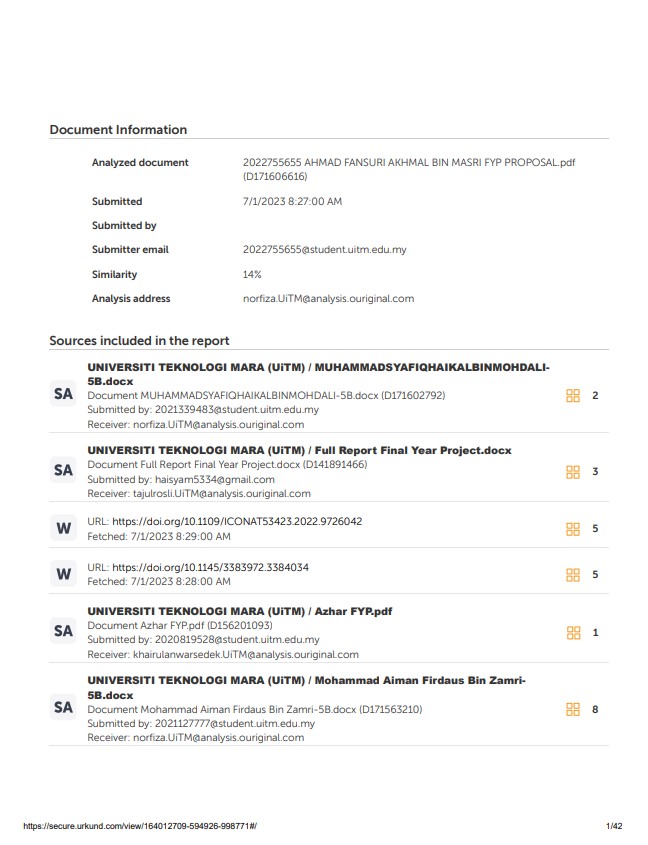 Document Information
Analyzed document 2022755655 AHMAD FANSURI AKHMAL BIN MASRI FYP PROPOSAL.pdf
(D171606616)
Submitted 7/1/2023 8:27:00 AM
Submitted by
Submitter email 2022755655@student.uitm.edu.my
Similarity 14%
Analysis address norfiza.UiTM@analysis.ouriginal.com
Sources included in the report
UNIVERSITI TEKNOLOGI MARA (UiTM) / MUHAMMADSYAFIQHAIKALBINMOHDALI-
5B.docx
SA Document MUHAMMADSYAFIQHAIKALBINMOHDALI-5B.docx (D171602792) 2
Submitted by: 2021339483@student.uitm.edu.my
Receiver: norfiza.UiTM@analysis.ouriginal.com
UNIVERSITI TEKNOLOGI MARA (UiTM) / Full Report Final Year Project.docx
SA Document Full Report Final Year Project.docx (D141891466) 3
Submitted by: haisyam5334@gmail.com
Receiver: tajulrosli.UiTM@analysis.ouriginal.com
W URL: https://doi.org/10.1109/ICONAT53423.2022.9726042 5
Fetched: 7/1/2023 8:29:00 AM
W URL: https://doi.org/10.1145/3383972.3384034 5
Fetched: 7/1/2023 8:28:00 AM
UNIVERSITI TEKNOLOGI MARA (UiTM) / Azhar FYP.pdf
SA Document Azhar FYP.pdf (D156201093) 1
Submitted by: 2020819528@student.uitm.edu.my
Receiver: khairulanwarsedek.UiTM@analysis.ouriginal.com
UNIVERSITI TEKNOLOGI MARA (UiTM) / Mohammad Aiman Firdaus Bin Zamri-
5B.docx
SA Document Mohammad Aiman Firdaus Bin Zamri-5B.docx (D171563210) 8
Submitted by: 2021127777@student.uitm.edu.my
Receiver: norfiza.UiTM@analysis.ouriginal.com
https://secure.urkund.com/view/164012709-594926-998771#/ 1/42